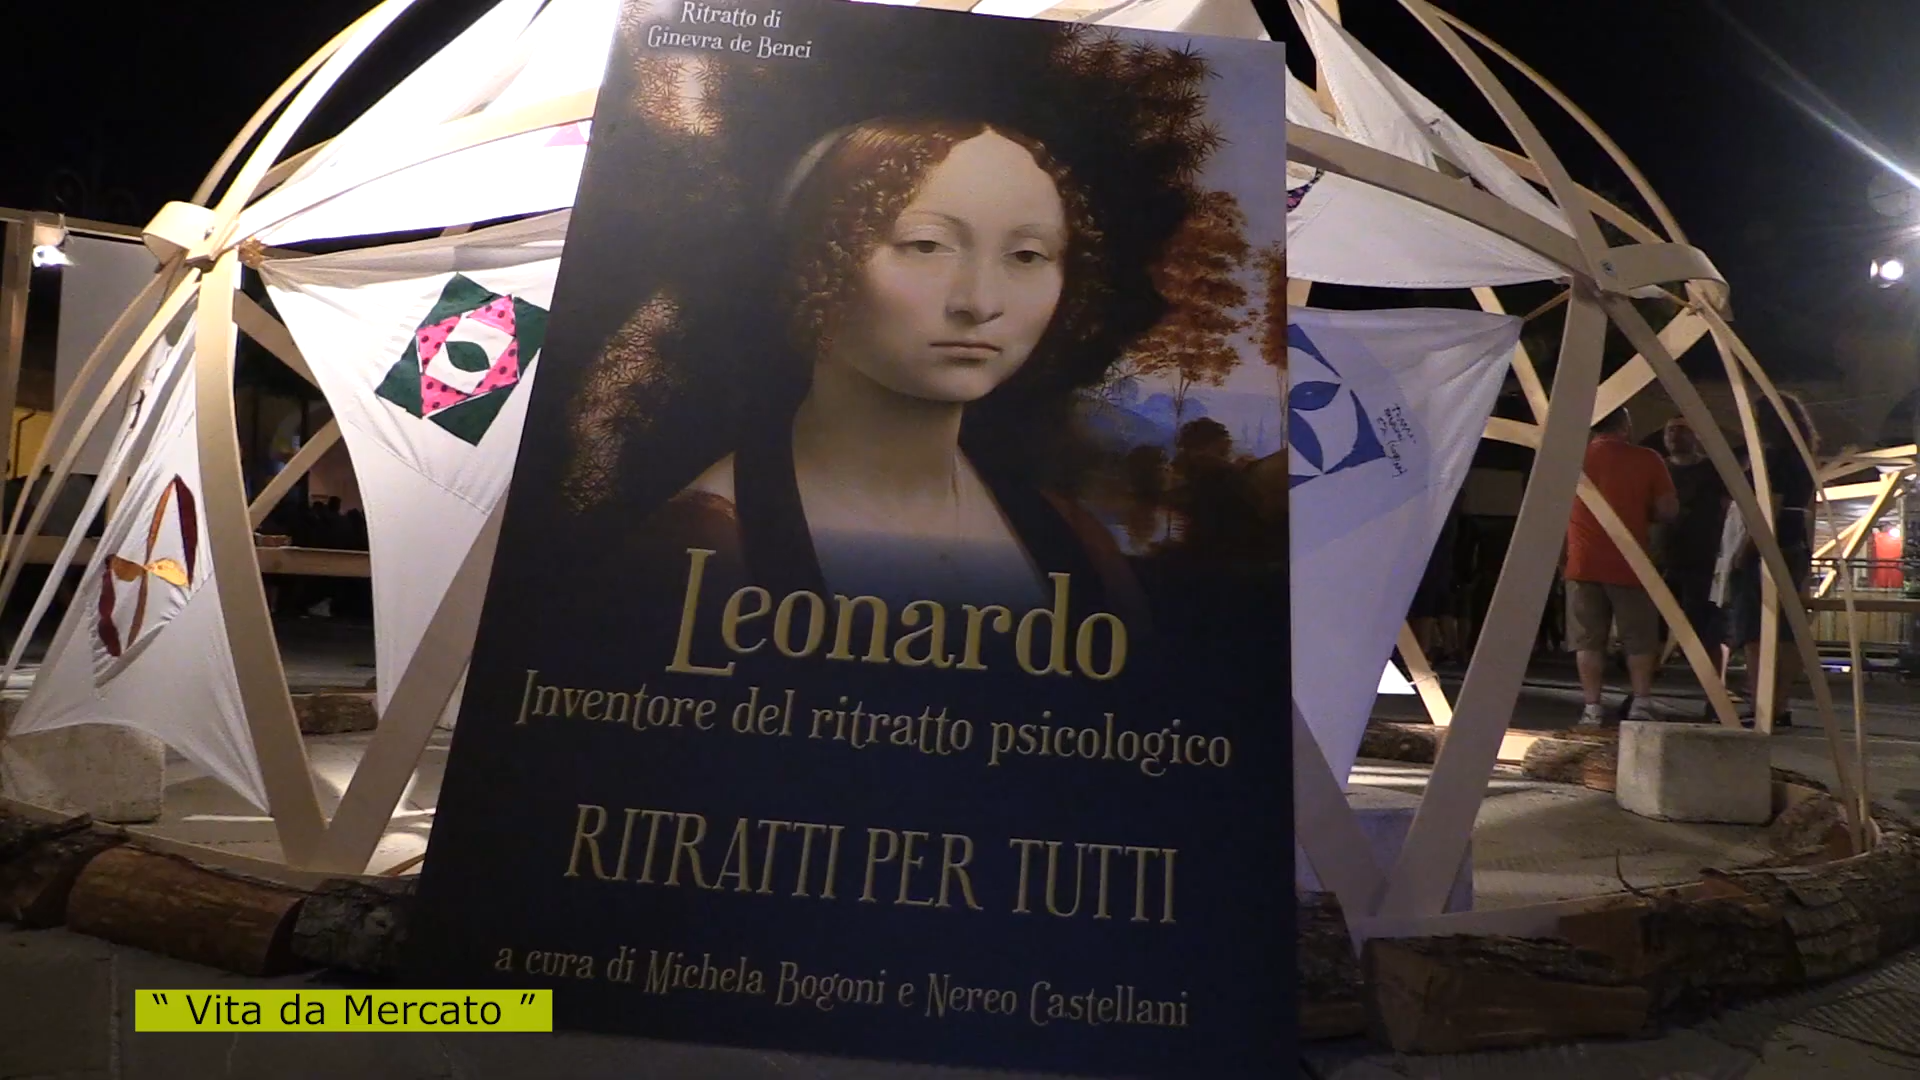 Ritratto di
Ginevra de Benci
Leonardo
Inventore del ritratto psicologico
RITRATTI PER TUTTI
a cura di Michela Bogoni e Nereo Castellani
“ Vita da Mercato ”